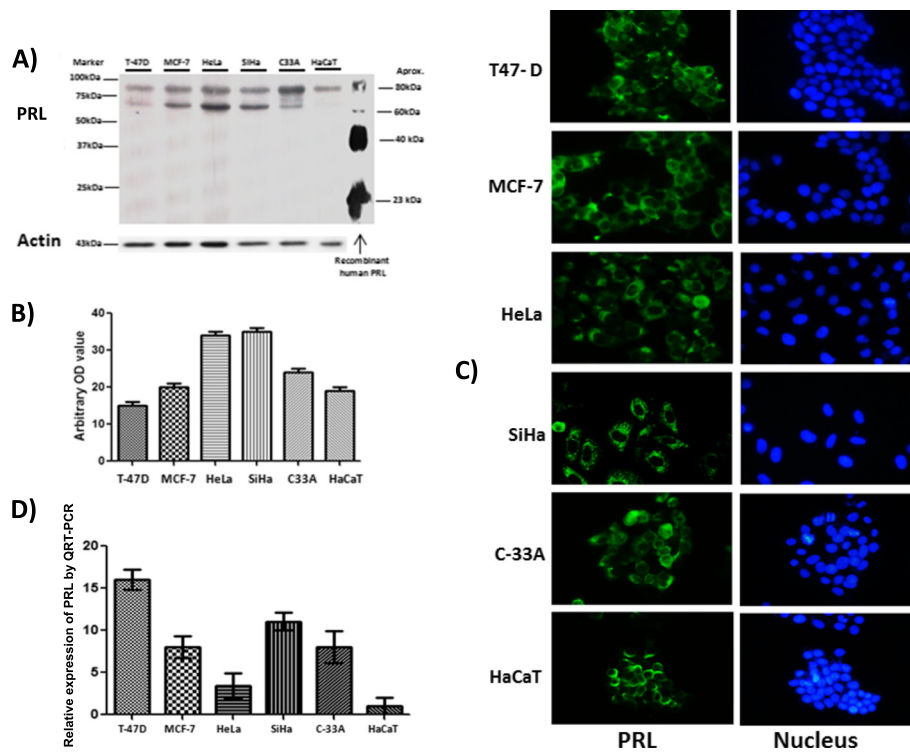 A)
Marker T-47D MCF-7 HeLa SiHa C33A HaCaT
Aprox.
100kDa
75kDa
50kDa
37kDa
25kDa
80kDa
60kDa
40 kDa
23 kDa
PRL
Actin
43kDa
Recombinant
human PRL
B)
Arbitrary OD value
40
30
20
10
0
T-47D MCF-7 HeLa SiHa C33A HaCaT
D)
Relative expression of PRL by QRT-PCR
20
15
10
5
0
T-47D MCF-7 HeLa SiHa C-33A HaCaT
C)
T47- D
MCF-7
HeLa
SiHa
C-33A
HaCaT
PRL Nucleus